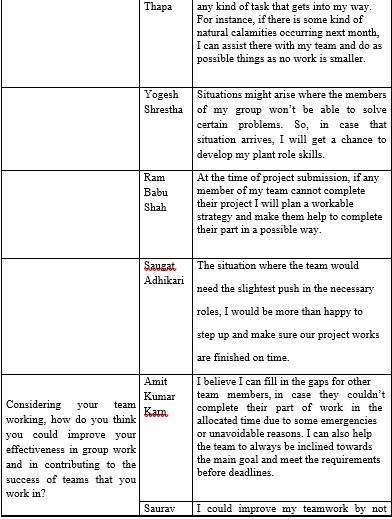 Thapa
any kind of task that gets into my way.
For instance, if there is some kind of
natural calamities occurring next month,
I can assist there with my team and do as
possible things as no work is smaller.
Yogesh
Shrestha
Situations might arise where the members
of my group won't be able to solve
certain problems. So, in case that
situation arrives, I will get a chance to
develop my plant role skills.
Ram
Babu
Shah
At the time of project submission, if any
member of my team cannot complete
their project I will plan a workable
strategy and make them help to complete
their part in a possible way.
Saugat
Adhikari
The situation where the team would
need the slightest push in the necessary
roles, I would be more than happy to
step up and make sure our project works
are finished on time.
Considering your team
working, how do you think
you could improve your
effectiveness in group work
and in contributing to the
success of teams that you
work in?
Amit
Kumar
Karn
I believe I can fill in the gaps for other
team members, in case they couldn't
complete their part of work in the
allocated time due to some emergencies
or unavoidable reasons. I can also help
the team to always be inclined towards
the main goal and meet the requirements
before deadlines.
Saurav
I could improve my teamwork by not